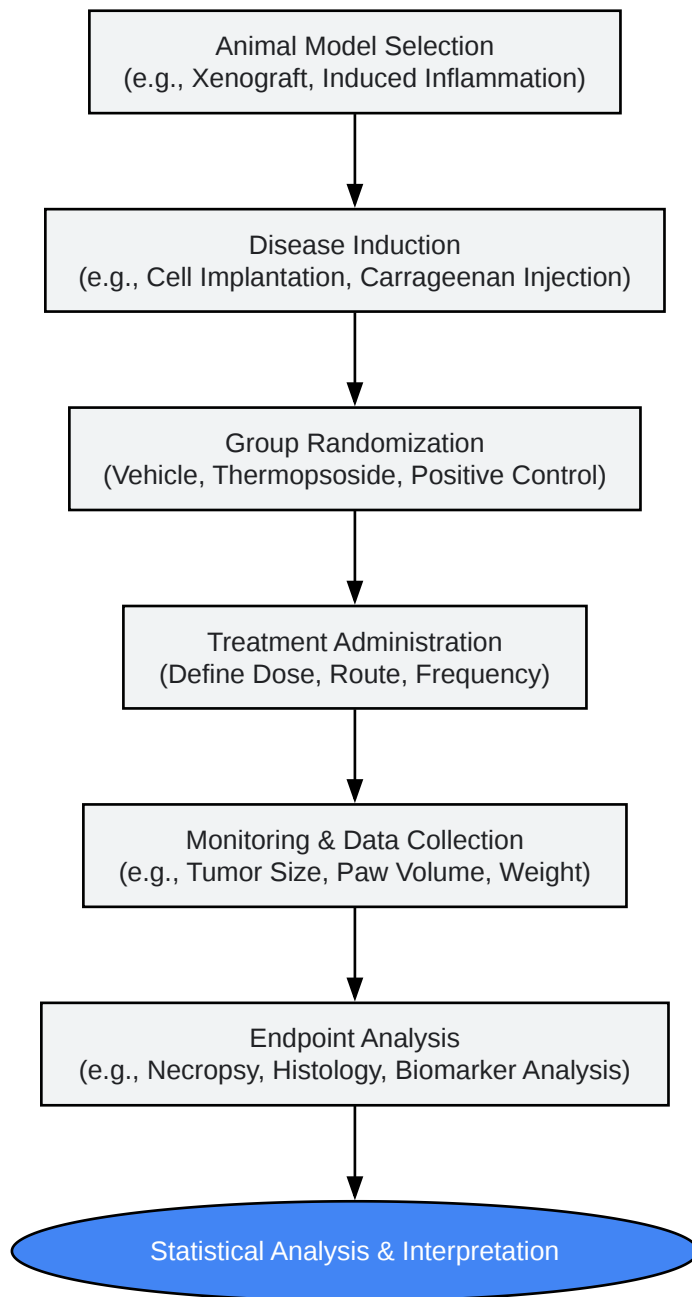 Animal Model Selection
(e.g., Xenograft, Induced Inflammation)
Disease Induction
(e.g., Cell Implantation, Carrageenan Injection)
Group Randomization
(Vehicle, Thermopsoside, Positive Control)
Treatment Administration
(Define Dose, Route, Frequency)
Monitoring & Data Collection
(e.g., Tumor Size, Paw Volume, Weight)
Endpoint Analysis
(e.g., Necropsy, Histology, Biomarker Analysis)
Statistical Analysis & Interpretation